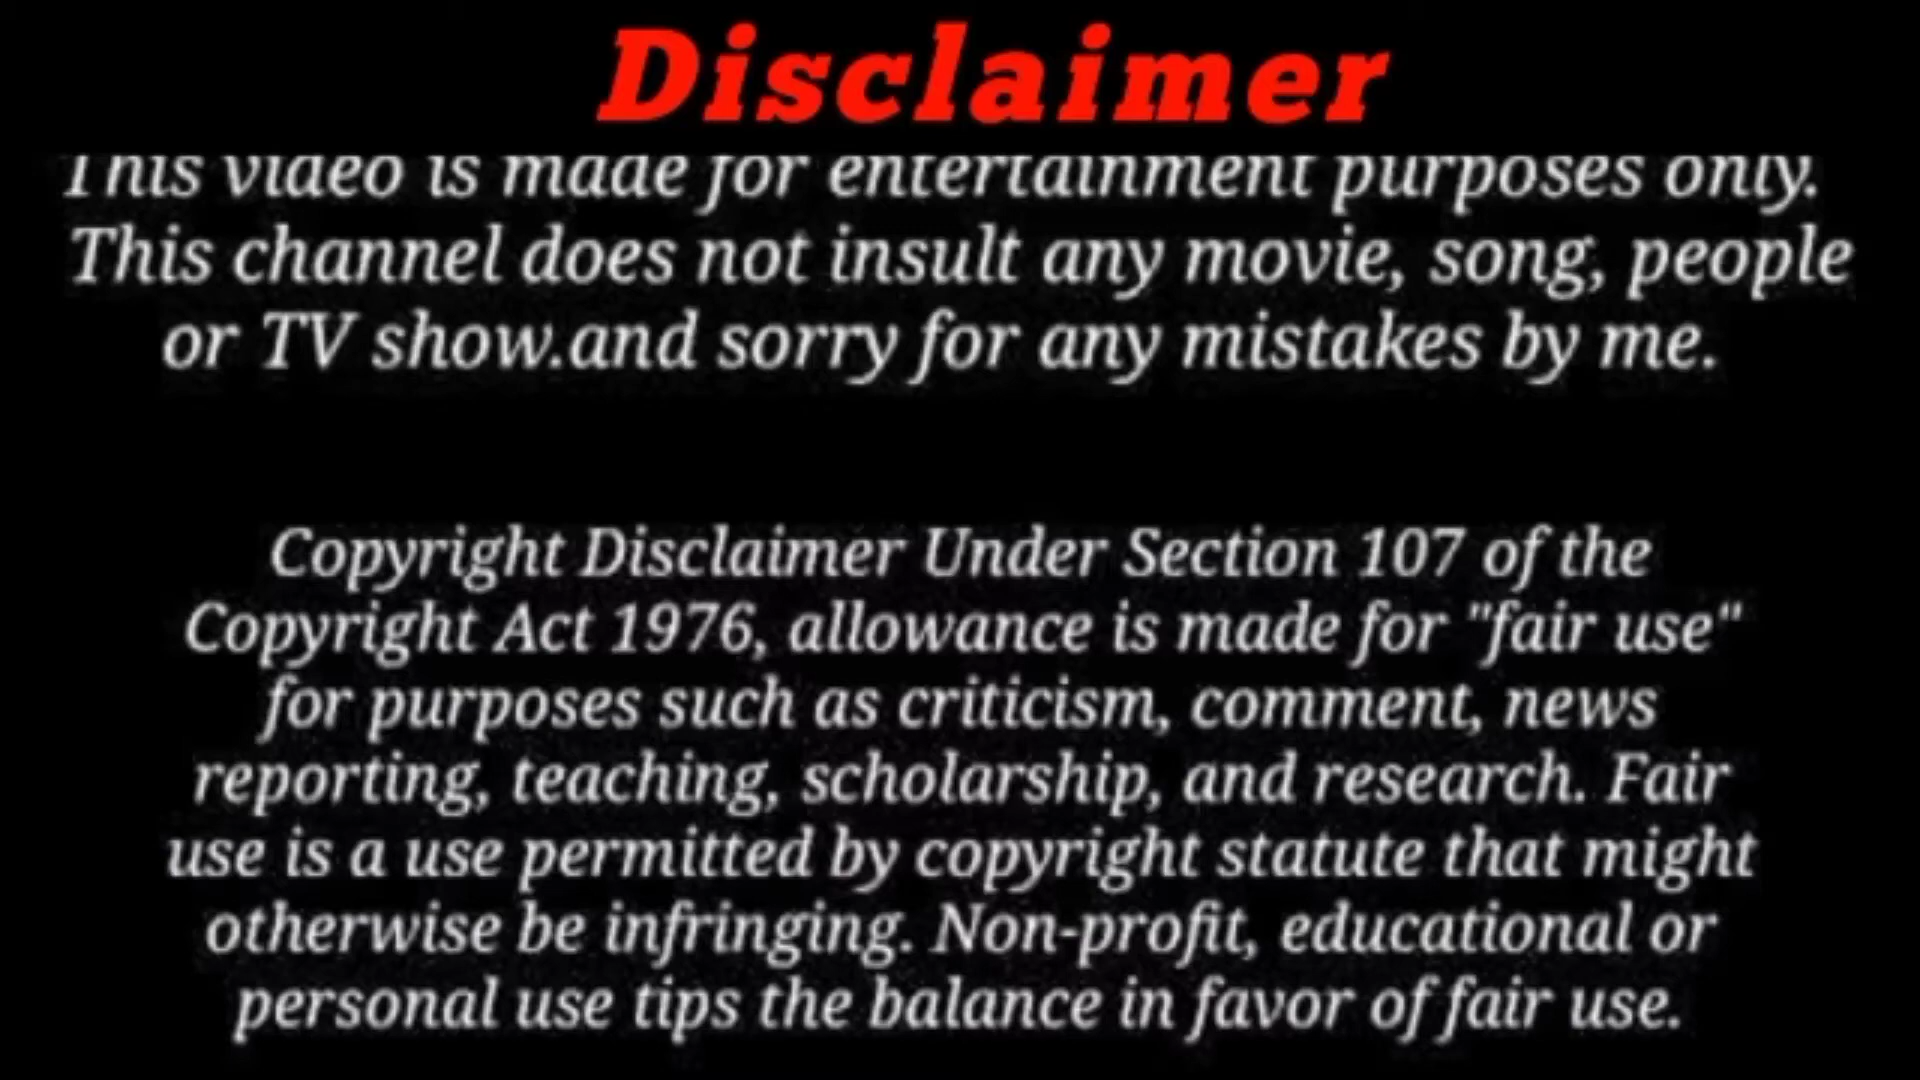 Disclaimer
This video is made for entertainment purposes only.
This channel does not insult any movie, song, people
or TV show.and sorry for any mistakes by me.
Copyright Disclaimer Under Section 107 of the
Copyright Act 1976, allowance is made for "fair use"
for purposes such as criticism, comment, news
reporting, teaching, scholarship, and research. Fair
use is a use permitted by copyright statute that might
otherwise be infringing. Non-profit, educational or
personal use tips the balance in favor of fair use.